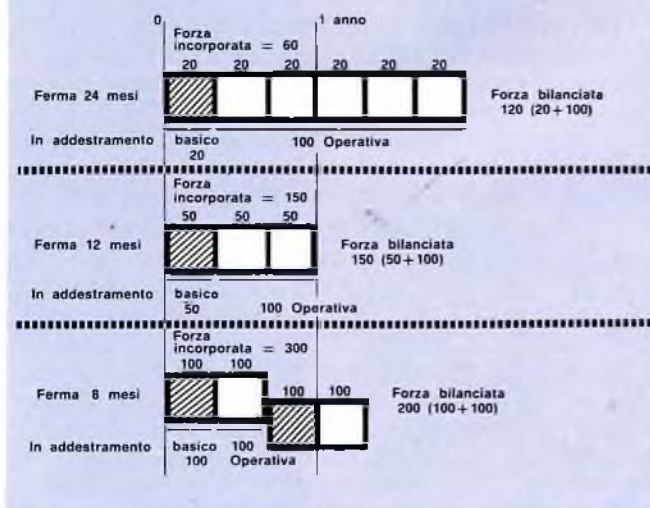 0 1 anno
Forza
incorporata = 60
20 20 20 20 20 20
Ferma 24 mesi
Forza bilanciata
120 (20 + 100)
In addestramento basico 100 Operativa
20
Forza
incorporata = 150
50 50 50
Ferma 12 mesi
Forza bilanciata
150 (50 + 100)
In addestramento basico
50 100 Operativa
Forza
incorporata = 300
100 100
100 100
Ferma 8 mesi
Forza bilanciata
200 (100 + 100)
In addestramento basico 100
100 Operativa